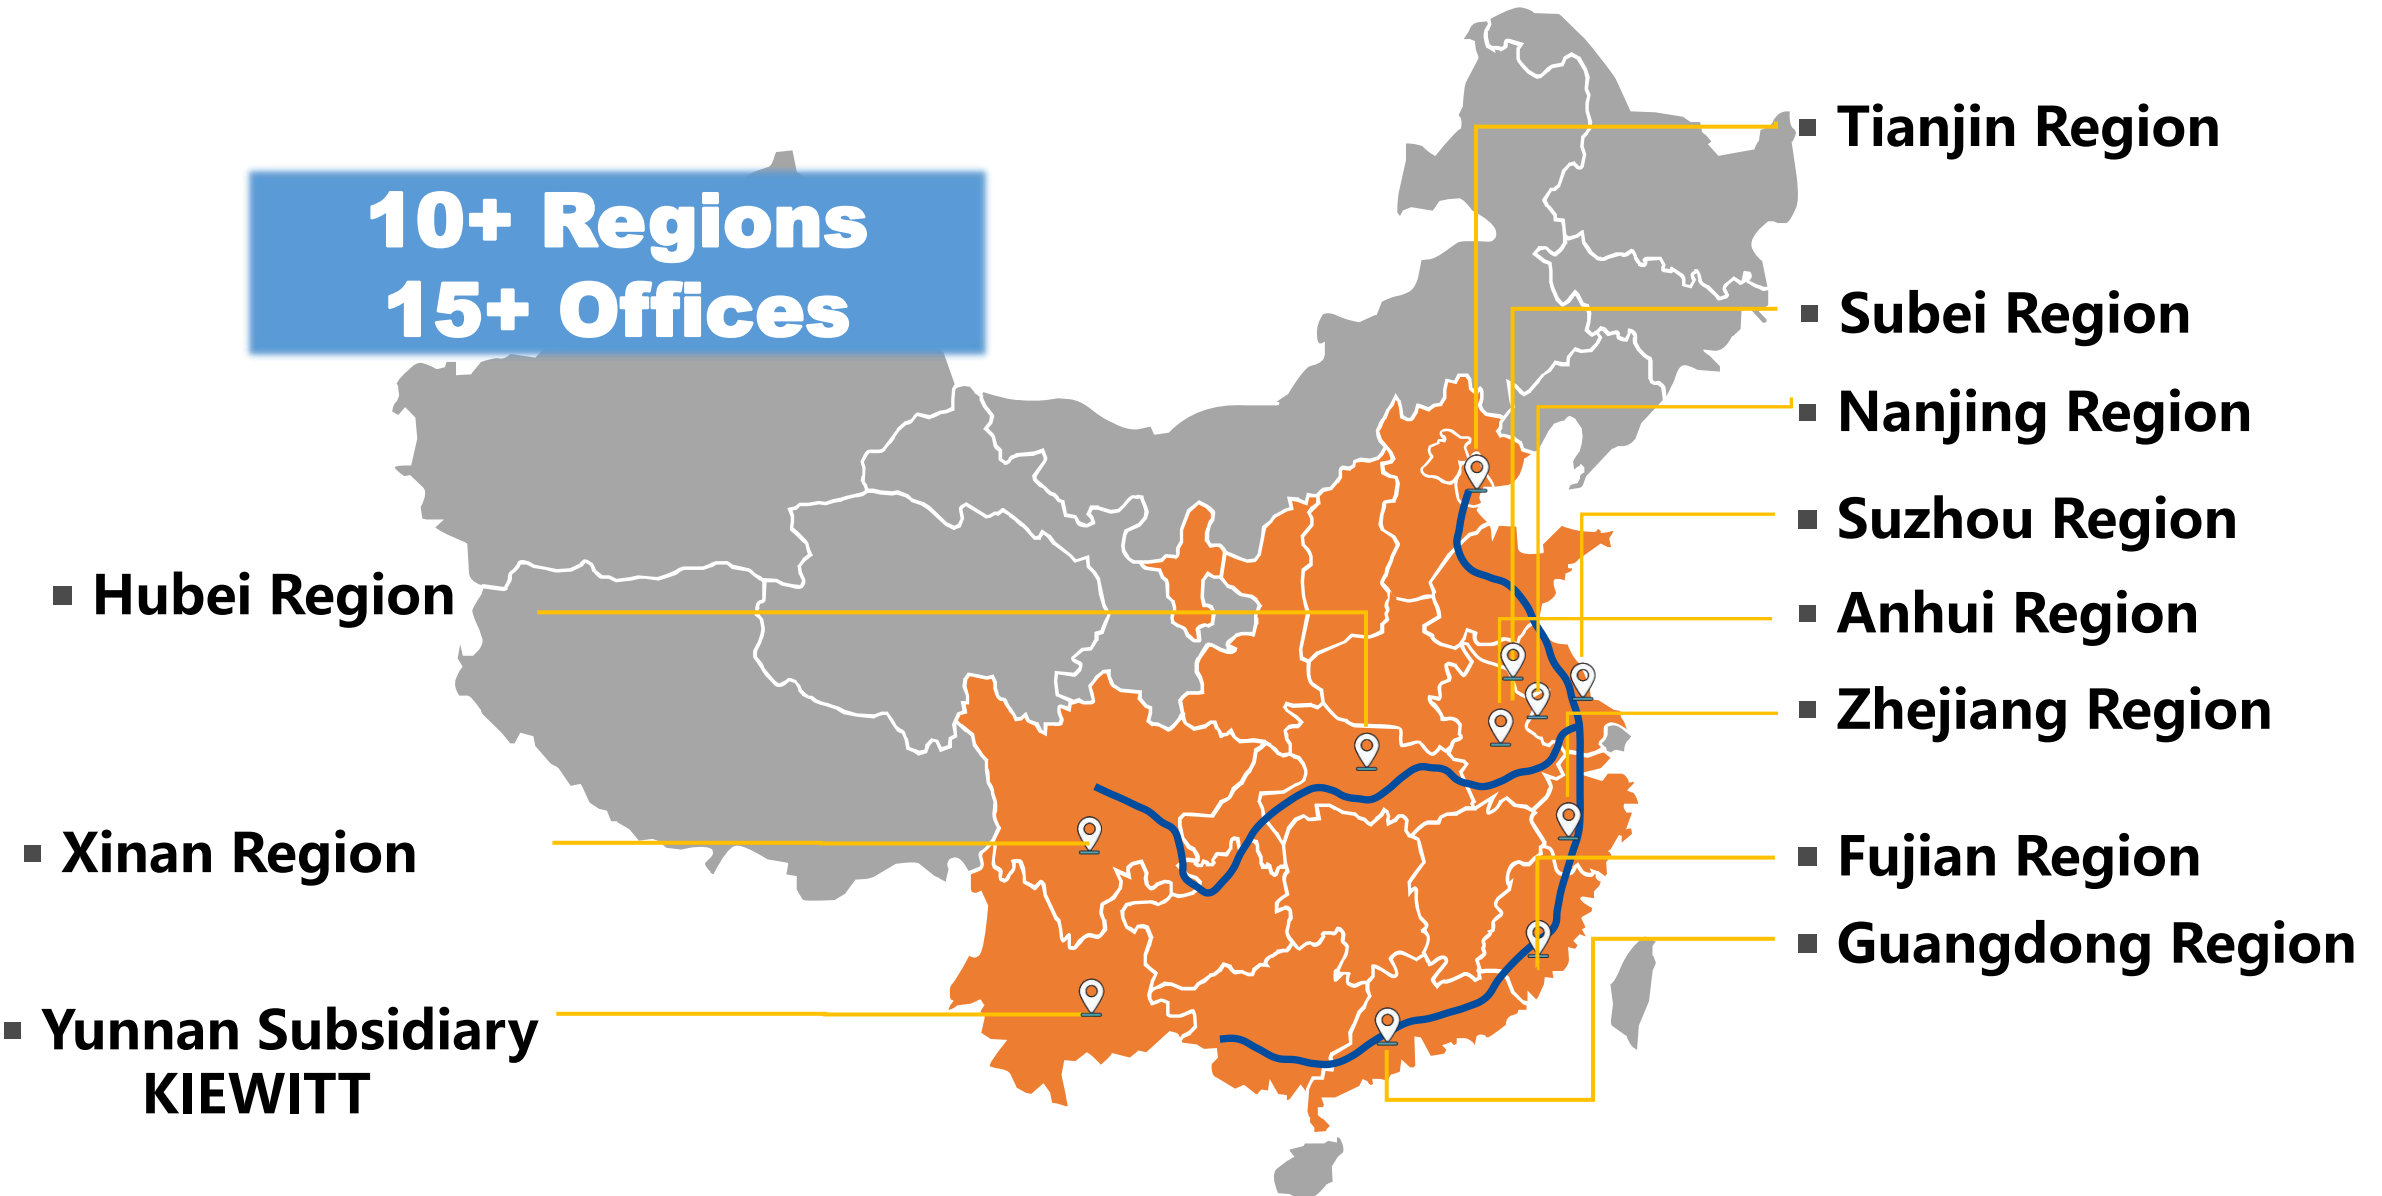 10+ Regions
15+ Offices
▪ Hubei Region
▪ Xinan Region
▪ Yunnan Subsidiary
KIEWITT
▪ Tianjin Region
▪ Subei Region
▪ Nanjing Region
▪ Suzhou Region
▪ Anhui Region
▪ Zhejiang Region
▪ Fujian Region
▪ Guangdong Region